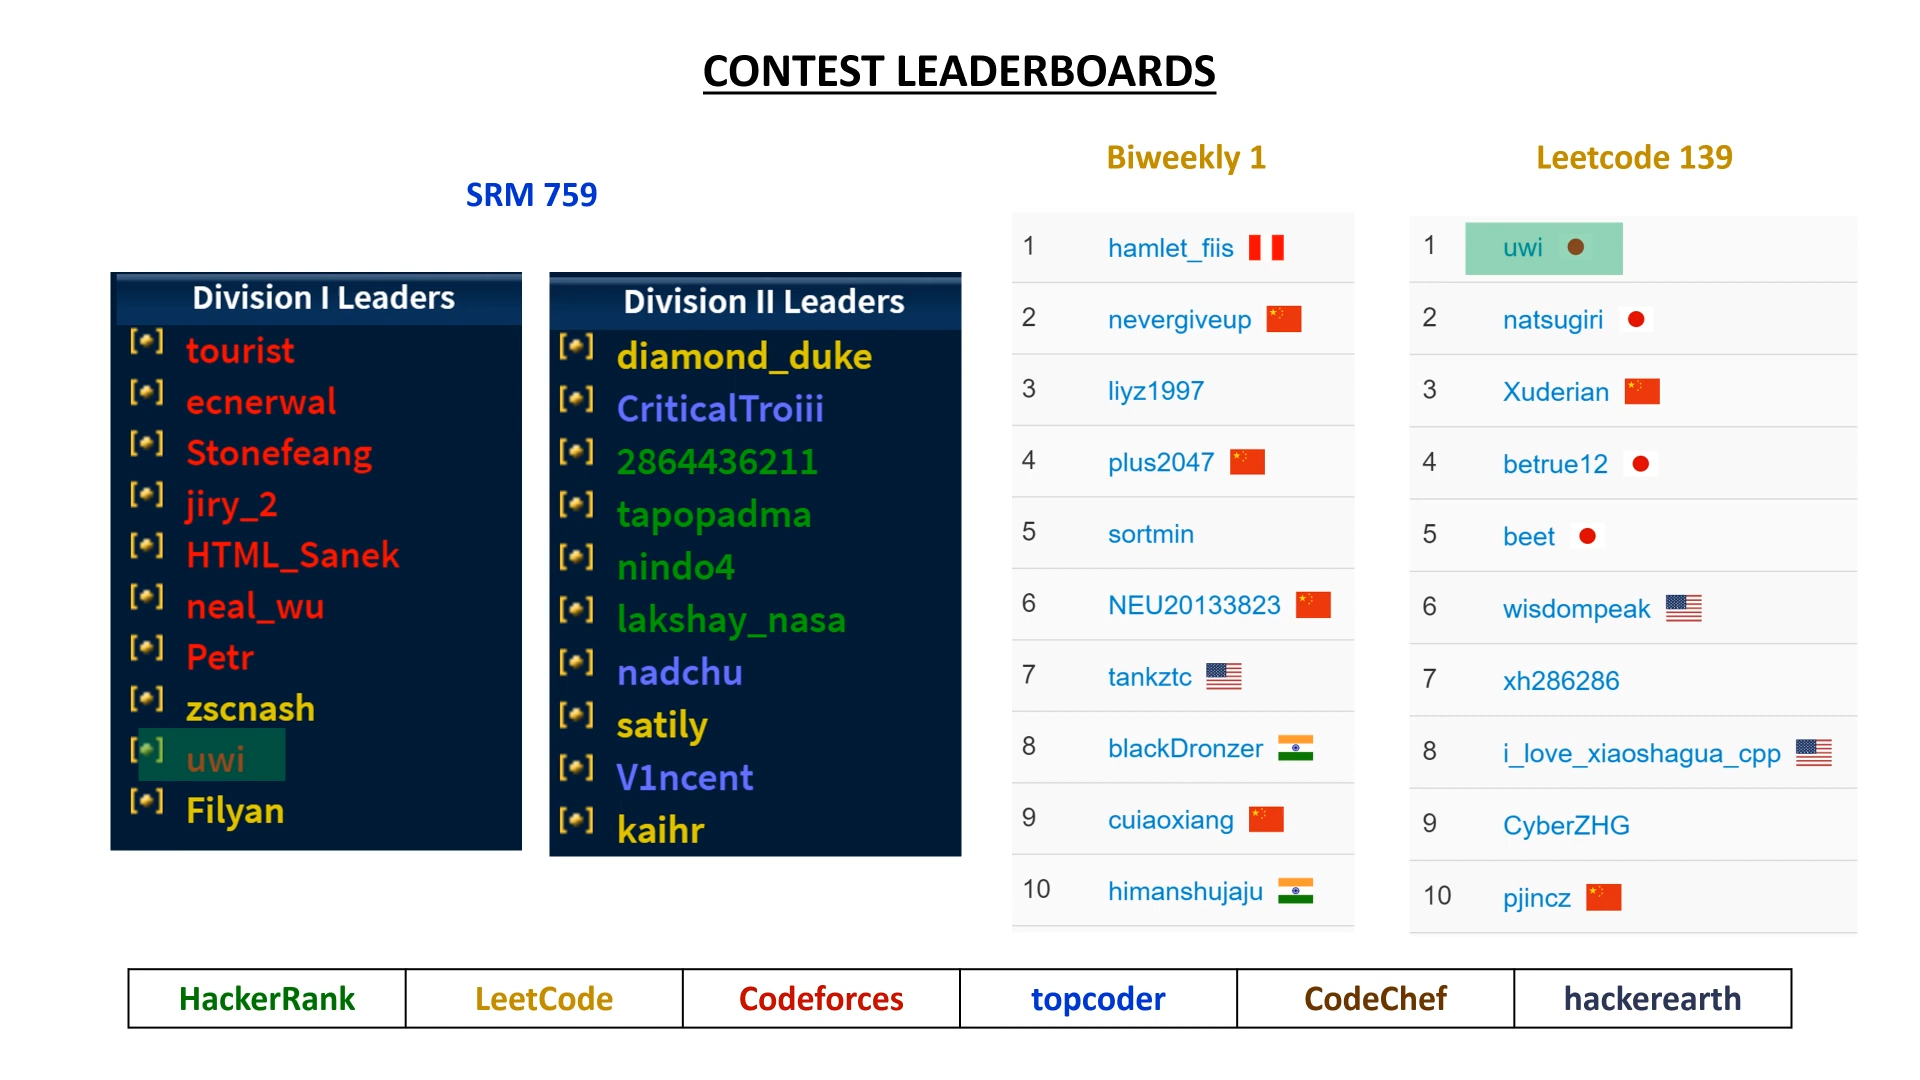 CONTEST LEADERBOARDS
SRM 759
Division I Leaders
tourist
ecnerwal
Stonefeang
jiry_2
HTML_Sanek
neal_wu
Petr
zscnash
uwi
Filyan
Division II Leaders
diamond_duke
CriticalTroiii
2864436211
tapopadma
nindo4
lakshay_nasa
nadchu
satily
V1ncent
kaihr
Biweekly 1
1 hamlet_fiis
2 nevergiveup
3 liyz1997
4 plus2047
5 sortmin
6 NEU20133823
7 tankztc
8 blackDronzer
9 cuiaoxiang
10 himanshujaju
Leetcode 139
1 uwi
2 natsugiri
3 Xuderian
4 betrue12
5 beet
6 wisdompeak
7 xh286286
8 i_love_xiaoshagua_cpp
9 CyberZHG
10 pjincz
HackerRank LeetCode Codeforces topcoder CodeChef hackerearth